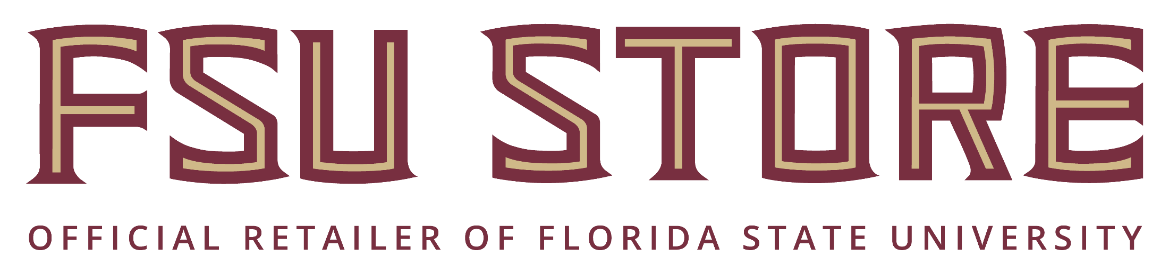 FSU STORE
OFFICIAL RETAILER OF FLORIDA STATE UNIVERSITY